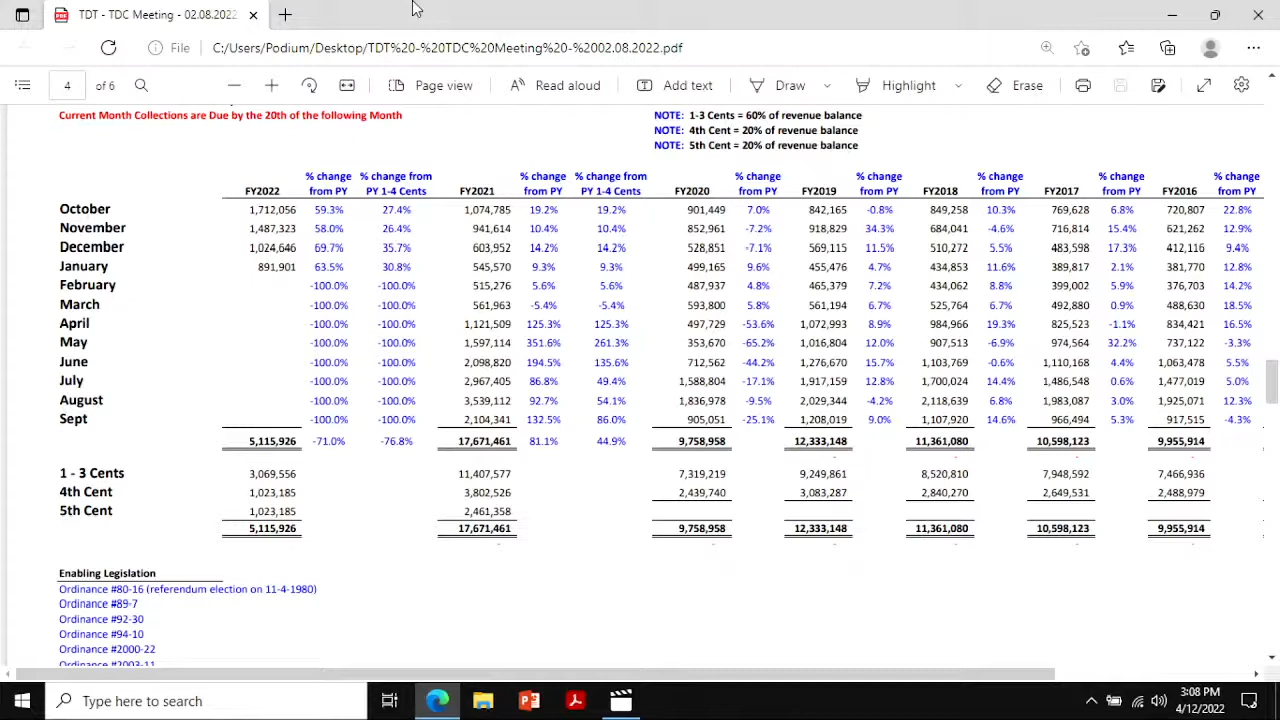 TDT - TDC Meeting - 02.08.2022.p
File C:/Users/Podium/Desktop/TDT%20-%20TDC%20Meeting%20-%2002.08.2022.pdf
4 of 6 Page view Read aloud Add text Draw Highlight Erase
Current Month Collections are Due by the 20th of the following Month NOTE: 1-3 Cents = 60% of revenue balance
NOTE: 4th Cent = 20% of revenue balance
NOTE: 5th Cent = 20% of revenue balance
% change % change from % change % change from % change % change % change % change % change
FY2022 from PY PY 1-4 Cents FY2021 from PY PY 1-4 Cents FY2020 from PY FY2019 from PY FY2018 from PY FY2017 from PY FY2016 from PY
October 1,712,056 59.3% 27.4% 1,074,785 19.2% 19.2% 901,449 7.0% 842,165 -0.8% 849,258 10.3% 769,628 6.8% 720,807 22.8%
November 1,487,323 58.0% 26.4% 941,614 10.4% 10.4% 852,961 -7.2% 918,829 34.3% 684,041 -4.6% 716,814 15.4% 621,262 12.9%
December 1,024,646 69.7% 35.7% 603,952 14.2% 14.2% 528,851 -7.1% 569,115 11.5% 510,272 5.5% 483,598 17.3% 412,116 9.4%
January 891,901 63.5% 30.8% 545,570 9.3% 9.3% 499,165 9.6% 455,476 4.7% 434,853 11.6% 389,817 2.1% 381,770 12.8%
February -100.0% -100.0% 515,276 5.6% 5.6% 487,937 4.8% 465,379 7.2% 434,062 8.8% 399,002 5.9% 376,703 14.2%
March -100.0% -100.0% 561,963 -5.4% -5.4% 593,800 5.8% 561,194 6.7% 525,764 6.7% 492,880 0.9% 488,630 18.5%
April -100.0% -100.0% 1,121,509 125.3% 125.3% 497,729 -53.6% 1,072,993 8.9% 984,966 19.3% 825,523 -1.1% 834,421 16.5%
May -100.0% -100.0% 1,597,114 351.6% 261.3% 353,670 -65.2% 1,016,804 12.0% 907,513 -6.9% 974,564 32.2% 737,122 -3.3%
June -100.0% -100.0% 2,098,820 194.5% 135.6% 712,562 -44.2% 1,276,670 15.7% 1,103,769 -0.6% 1,110,168 4.4% 1,063,478 5.5%
July -100.0% -100.0% 2,967,405 86.8% 49.4% 1,588,804 -17.1% 1,917,159 12.8% 1,700,024 14.4% 1,486,548 0.6% 1,477,019 5.0%
August -100.0% -100.0% 3,539,112 92.7% 54.1% 1,836,978 -9.5% 2,029,344 -4.2% 2,118,639 6.8% 1,983,087 3.0% 1,925,071 12.3%
Sept -100.0% -100.0% 2,104,341 132.5% 86.0% 905,051 -25.1% 1,208,019 9.0% 1,107,920 14.6% 966,494 5.3% 917,515 -4.3%
5,115,926 -71.0% -76.8% 17,671,461 81.1% 44.9% 9,758,958 12,333,148 11,361,080 10,598,123 9,955,914
1 - 3 Cents 3,069,556 11,407,577 7,319,219 9,249,861 8,520,810 7,948,592 7,466,936
4th Cent 1,023,185 3,802,526 2,439,740 3,083,287 2,840,270 2,649,531 2,488,979
5th Cent 1,023,185 2,461,358
5,115,926 17,671,461 9,758,958 12,333,148 11,361,080 10,598,123 9,955,914
Enabling Legislation
Ordinance #80-16 (referendum election on 11-4-1980)
Ordinance #89-7
Ordinance #92-30
Ordinance #94-10
Ordinance #2000-22
Ordinance #2003-11
Type here to search 3:08 PM
4/12/2022